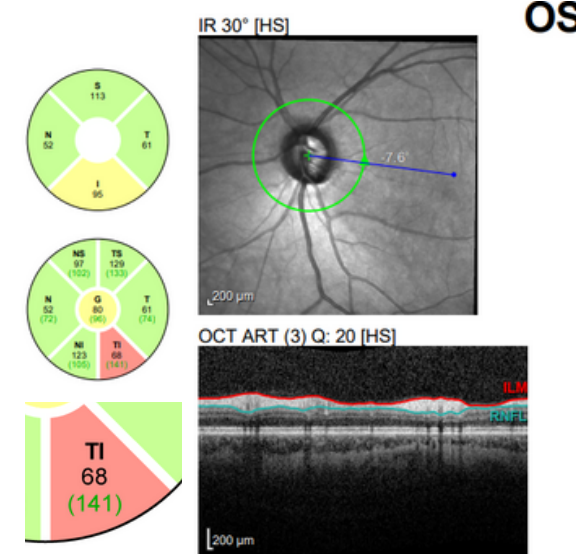 IR 30° [HS]
OS
S
113
N
52
T
61
I
95
NS
97
(102)
TS
129
(133)
N
52
(72)
G
80
(96)
T
61
(74)
NI
123
(105)
TI
68
(141)
-7.6°
200 µm
OCT ART (3) Q: 20 [HS]
ILM
RNFL
200 µm
TI
68
(141)